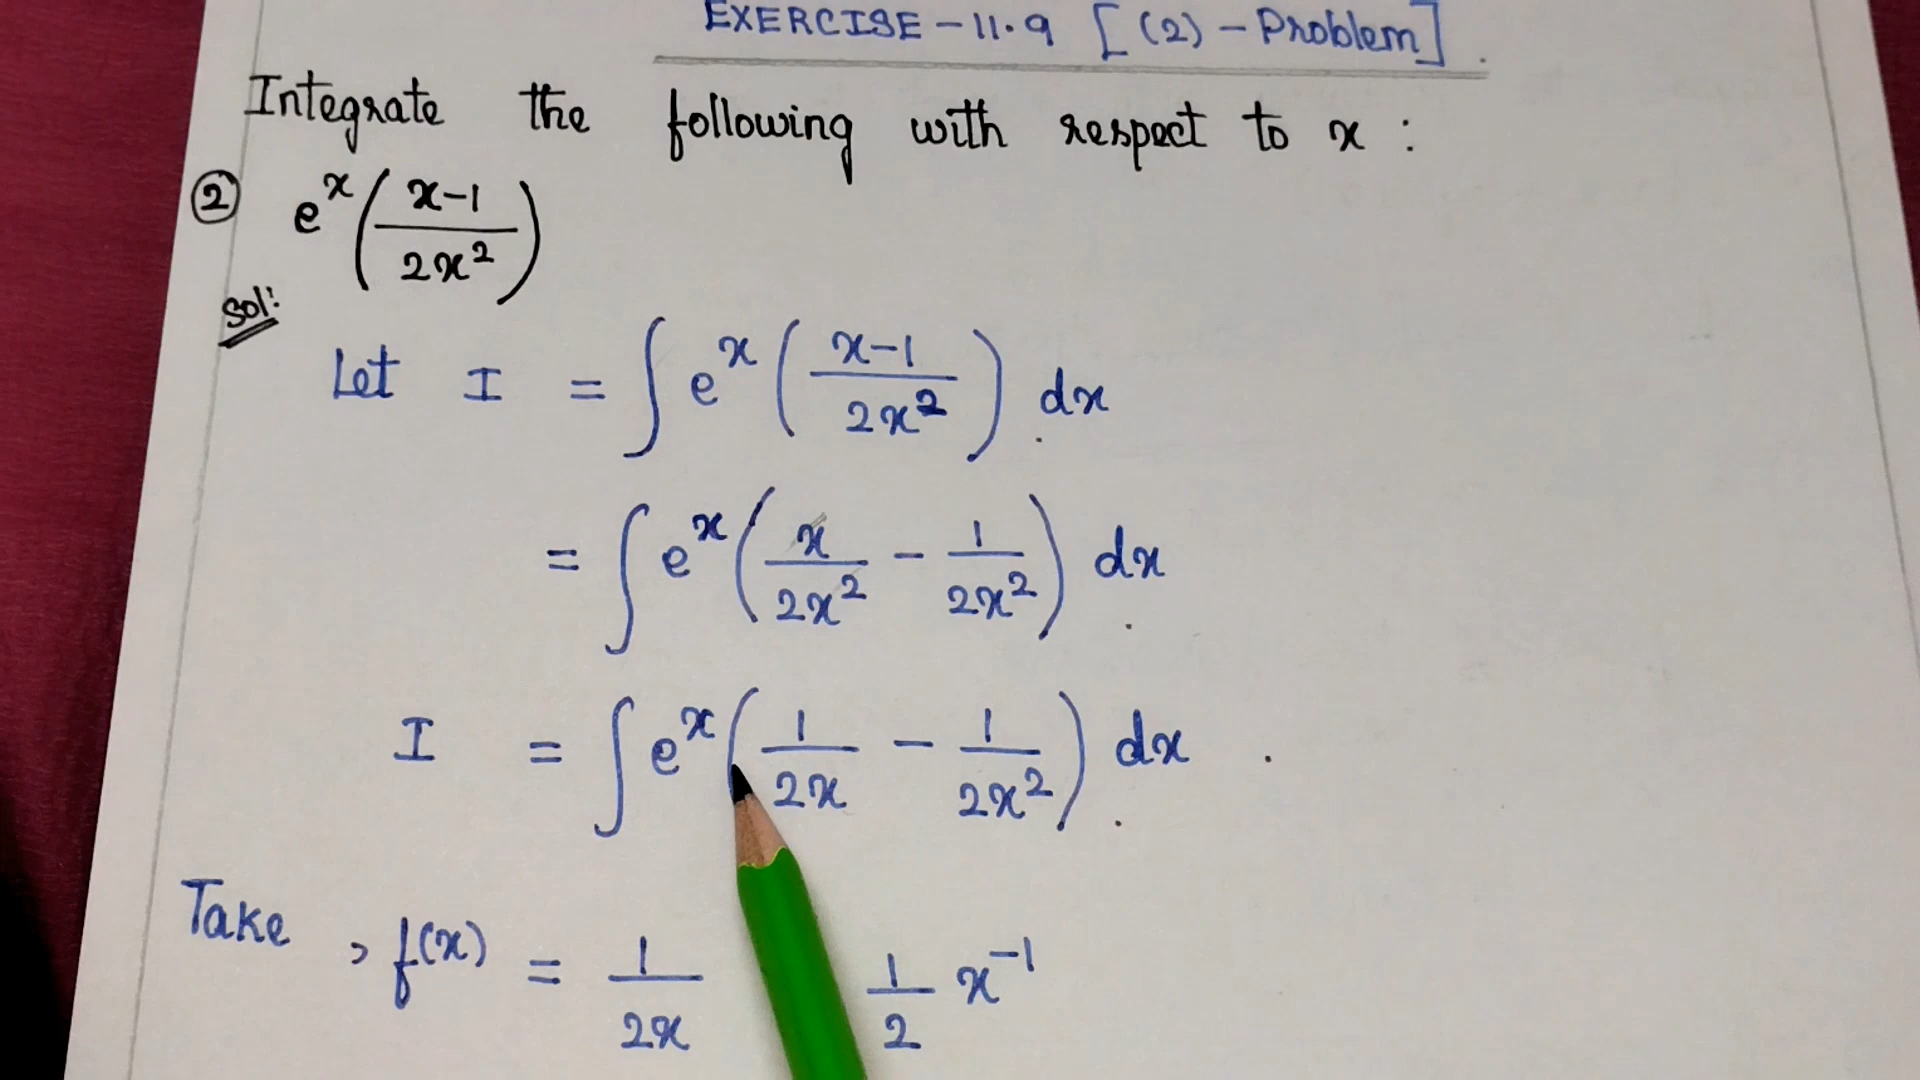 EXERCISE - 11.9 [(2) - Problem]
Integrate the following with respect to x :
② e^x ( (x-1) / (2x^2) )
Sol:
Let I = ∫ e^x ( (x-1) / (2x^2) ) dx
= ∫ e^x ( x / (2x^2) - 1 / (2x^2) ) dx
I = ∫ e^x ( 1 / (2x) - 1 / (2x^2) ) dx
Take , f(x) = 1 / (2x) 1/2 x^-1